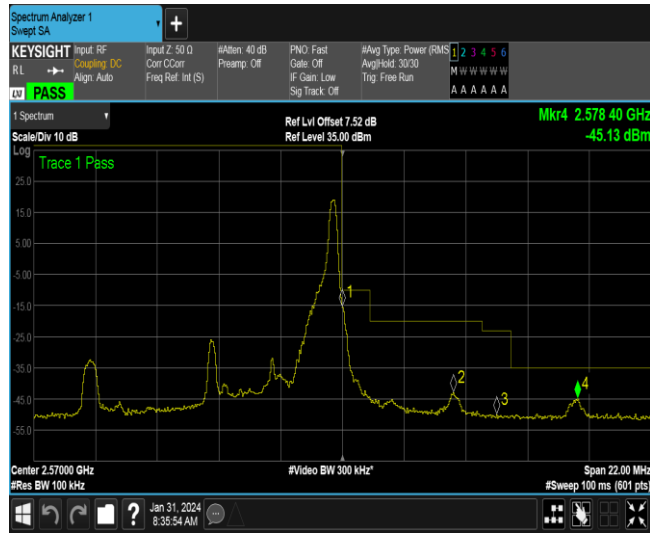 Spectrum Analyzer 1
Swept SA
KEYSIGHT
RL
LXI PASS
Input: RF
Coupling: DC
Align: Auto
Input Z: 50 Ω
Corr CCorr
Freq Ref: Int (S)
#Atten: 40 dB
Preamp: Off
PNO: Fast
Gate: Off
IF Gain: Low
Sig Track: Off
#Avg Type: Power (RMS
Avg|Hold: 30/30
Trig: Free Run
1 2 3 4 5 6
M W W W W W
A A A A A A
1 Spectrum
Scale/Div 10 dB
Ref Lvl Offset 7.52 dB
Ref Level 35.00 dBm
Mkr4 2.578 40 GHz
-45.13 dBm
Log
Trace 1 Pass
25.0
15.0
5.00
-5.00
-15.0
-25.0
-35.0
-45.0
-55.0
1
2
3
4
Center 2.57000 GHz
#Res BW 100 kHz
#Video BW 300 kHz*
Span 22.00 MHz
#Sweep 100 ms (601 pts)
?
Jan 31, 2024
8:35:54 AM